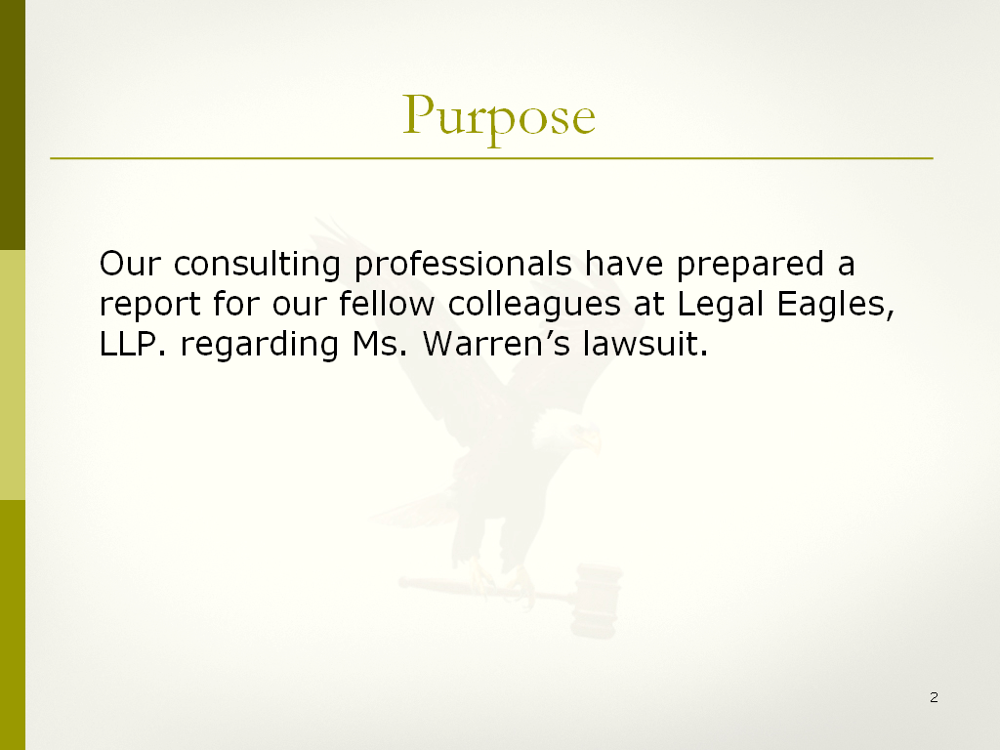 Purpose
Our consulting professionals have prepared a
report for our fellow colleagues at Legal Eagles,
LLP. regarding Ms. Warren’s lawsuit.
2